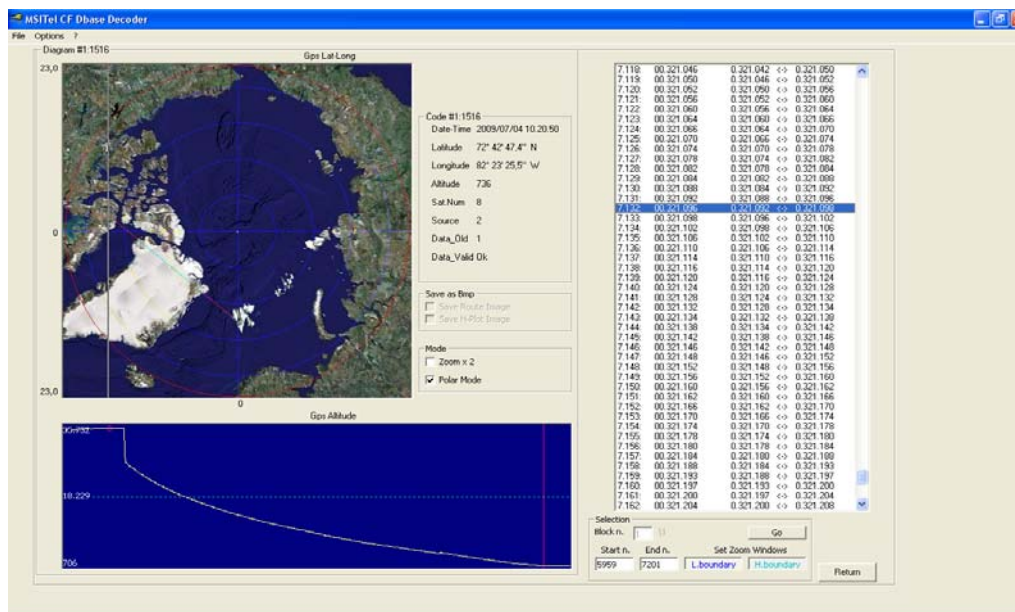 MSITel CF Dbase Decoder
File Options ?
Diagram #1:1516
Gps Lat-Long
23,0
0
23,0
0
Code #1:1516
Date-Time 2009/07/04 10.20.50
Latitude 72° 42' 47,4" N
Longitude 82° 23' 25,5" W
Altitude 736
Sat.Num 8
Source 2
Data_Old 1
Data_Valid Ok
Save as Bmp
Save Route Image
Save H-Plot Image
Mode
Zoom x 2
Polar Mode
Gps Altitude
18.229
706
7.118: 00.321.046 0.321.042 <-> 0.321.050
7.119: 00.321.050 0.321.046 <-> 0.321.052
7.120: 00.321.052 0.321.050 <-> 0.321.056
7.121: 00.321.056 0.321.052 <-> 0.321.060
7.122: 00.321.060 0.321.056 <-> 0.321.064
7.123: 00.321.064 0.321.060 <-> 0.321.066
7.124: 00.321.066 0.321.064 <-> 0.321.070
7.125: 00.321.070 0.321.066 <-> 0.321.074
7.126: 00.321.074 0.321.070 <-> 0.321.078
7.127: 00.321.078 0.321.074 <-> 0.321.082
7.128: 00.321.082 0.321.078 <-> 0.321.084
7.129: 00.321.084 0.321.082 <-> 0.321.088
7.130: 00.321.088 0.321.084 <-> 0.321.092
7.131: 00.321.092 0.321.088 <-> 0.321.096
7.132: 00.321.096 0.321.092 <-> 0.321.098
7.133: 00.321.098 0.321.096 <-> 0.321.102
7.134: 00.321.102 0.321.098 <-> 0.321.106
7.135: 00.321.106 0.321.102 <-> 0.321.110
7.136: 00.321.110 0.321.106 <-> 0.321.114
7.137: 00.321.114 0.321.110 <-> 0.321.116
7.138: 00.321.116 0.321.114 <-> 0.321.120
7.139: 00.321.120 0.321.116 <-> 0.321.124
7.140: 00.321.124 0.321.120 <-> 0.321.128
7.141: 00.321.128 0.321.124 <-> 0.321.132
7.142: 00.321.132 0.321.128 <-> 0.321.134
7.143: 00.321.134 0.321.132 <-> 0.321.138
7.144: 00.321.138 0.321.134 <-> 0.321.142
7.145: 00.321.142 0.321.138 <-> 0.321.146
7.146: 00.321.146 0.321.142 <-> 0.321.148
7.147: 00.321.148 0.321.146 <-> 0.321.152
7.148: 00.321.152 0.321.148 <-> 0.321.156
7.149: 00.321.156 0.321.152 <-> 0.321.160
7.150: 00.321.160 0.321.156 <-> 0.321.162
7.151: 00.321.162 0.321.160 <-> 0.321.166
7.152: 00.321.166 0.321.162 <-> 0.321.170
7.153: 00.321.170 0.321.166 <-> 0.321.174
7.154: 00.321.174 0.321.170 <-> 0.321.178
7.155: 00.321.178 0.321.174 <-> 0.321.180
7.156: 00.321.180 0.321.178 <-> 0.321.184
7.157: 00.321.184 0.321.180 <-> 0.321.188
7.158: 00.321.188 0.321.184 <-> 0.321.193
7.159: 00.321.193 0.321.188 <-> 0.321.197
7.160: 00.321.197 0.321.193 <-> 0.321.200
7.161: 00.321.200 0.321.197 <-> 0.321.204
7.162: 00.321.204 0.321.200 <-> 0.321.208
Selection
Block n. 1 Go
Start n. End n. Set Zoom Windows
5959 7201 L.boundary H.boundary
Return